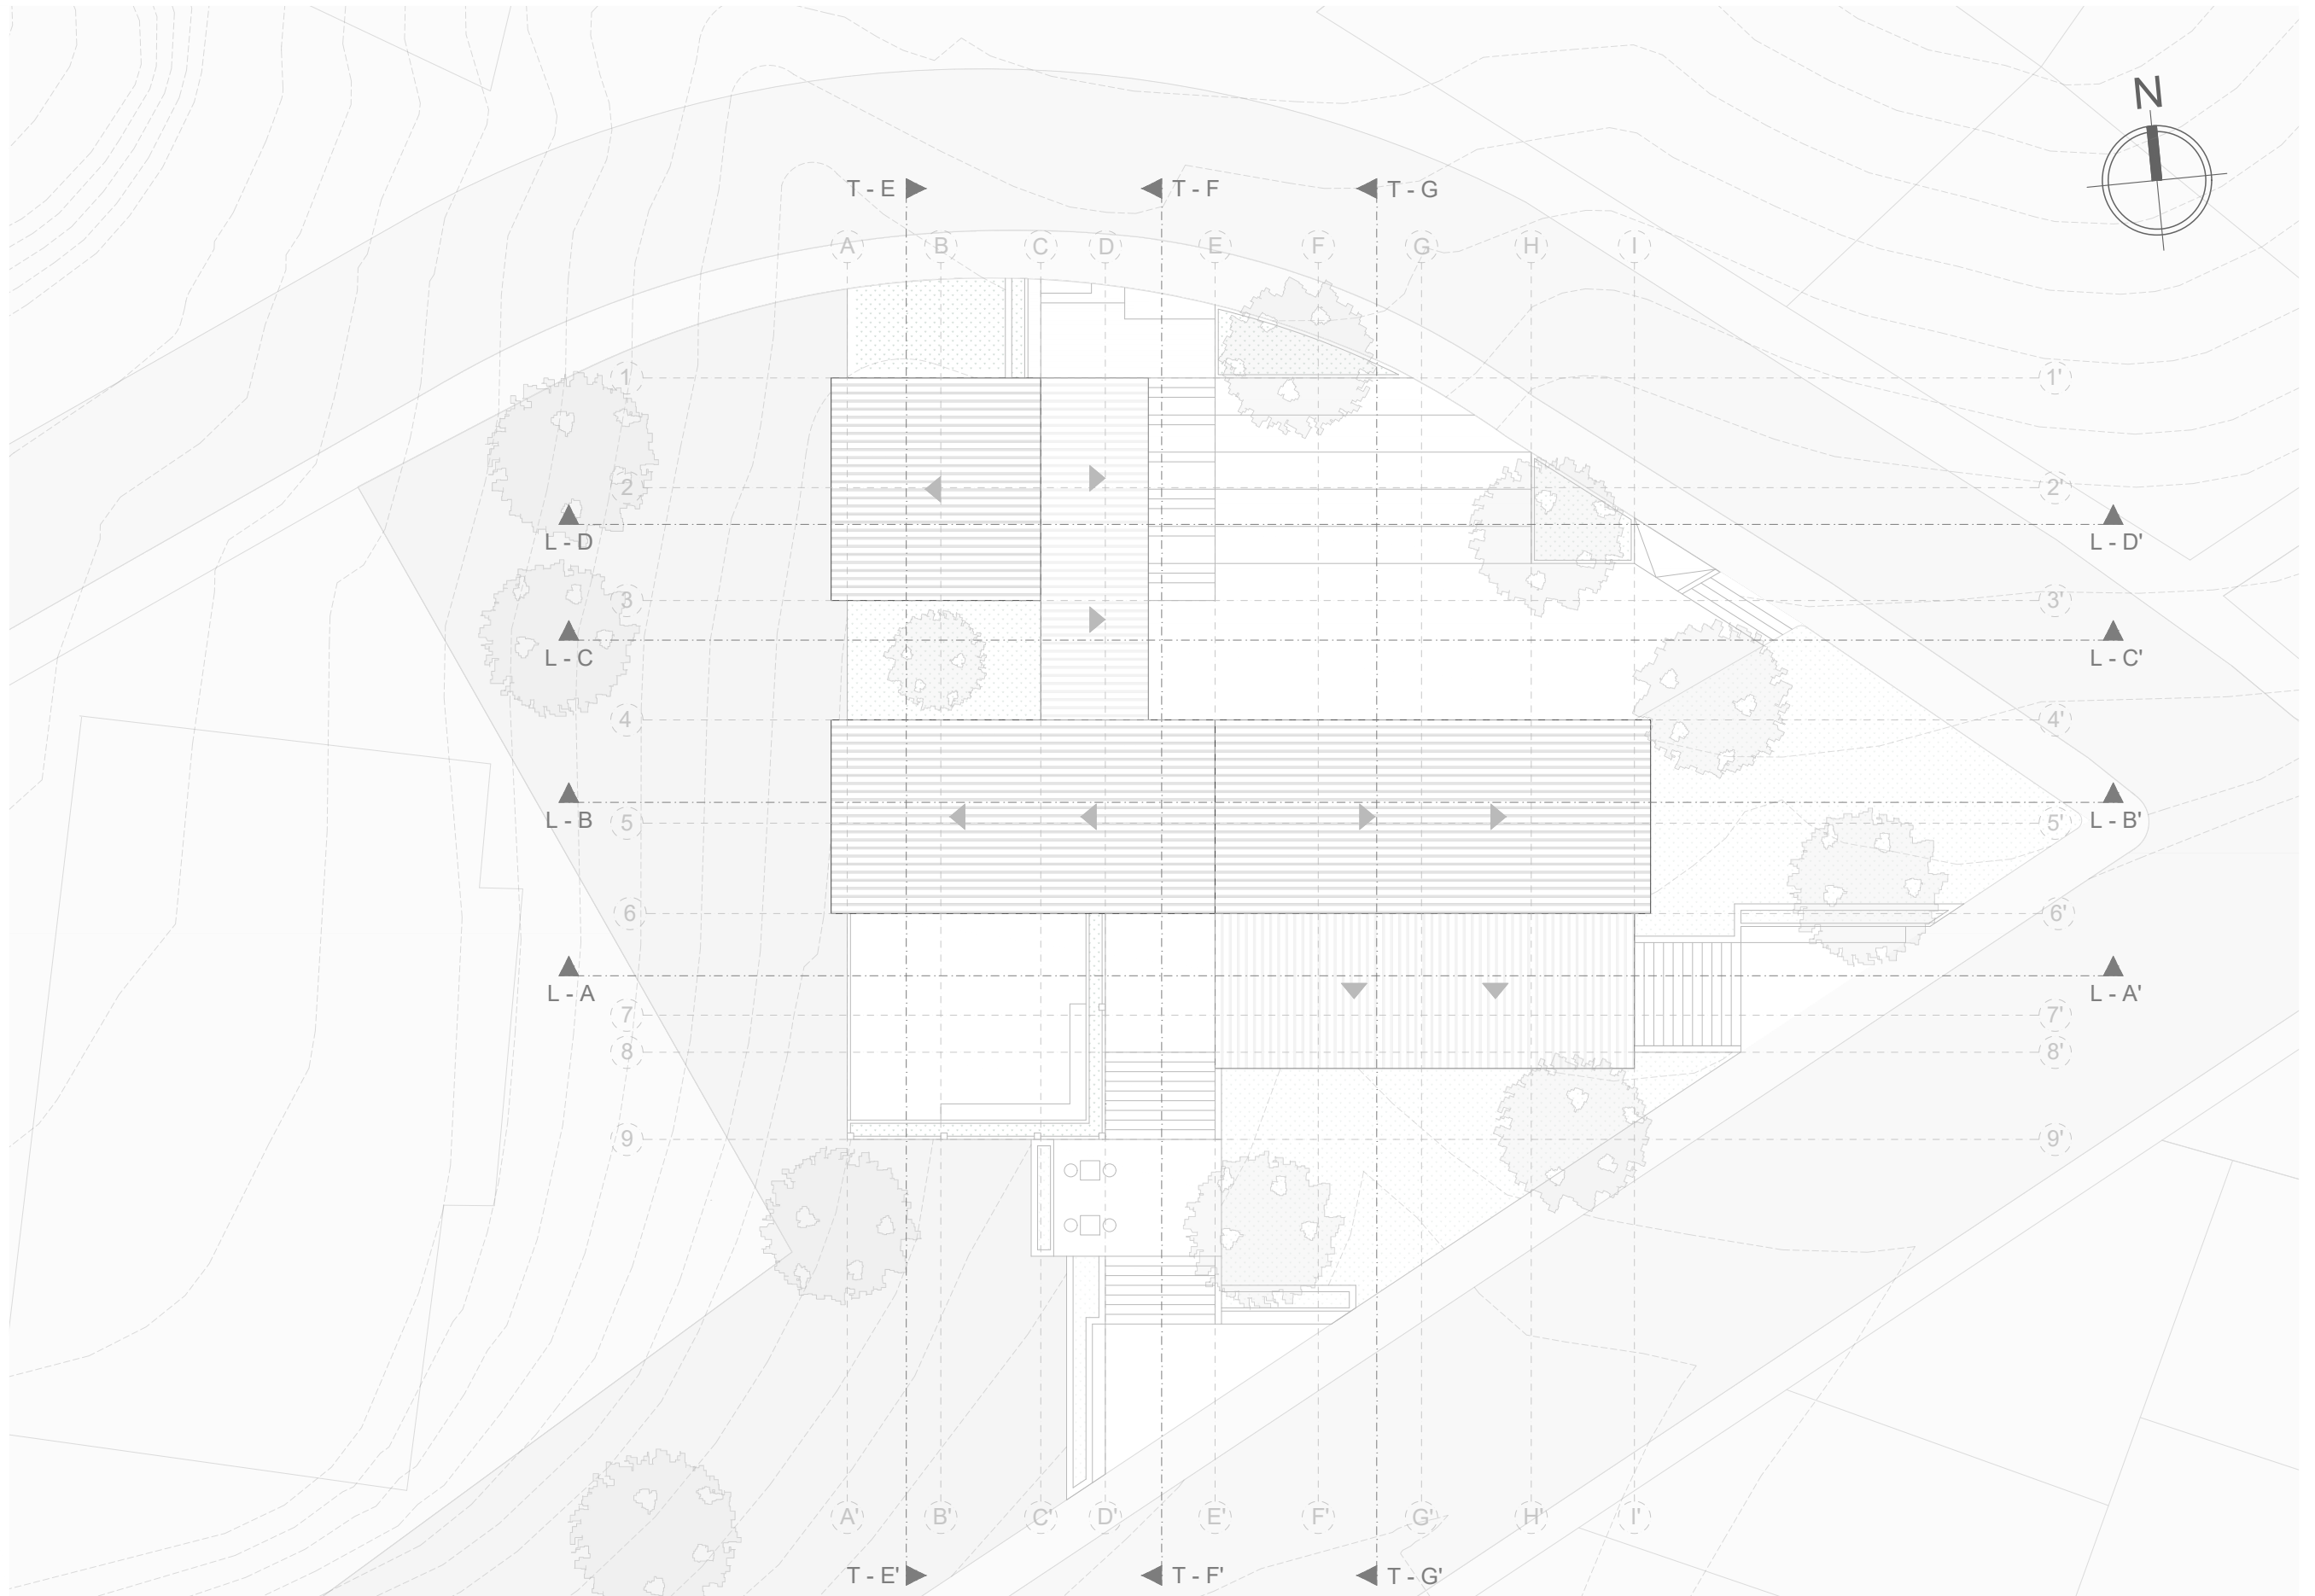 N
T - E
T - F
T - G
A
B
C
D
E
F
G
H
I
1
1'
2
2'
L - D
L - D'
3
3'
L - C
L - C'
4
4'
L - B
L - B'
5
5'
6
6'
L - A
L - A'
7
7'
8
8'
9
9'
A'
B'
C'
D'
E'
F'
G'
H'
I'
T - E'
T - F'
T - G'